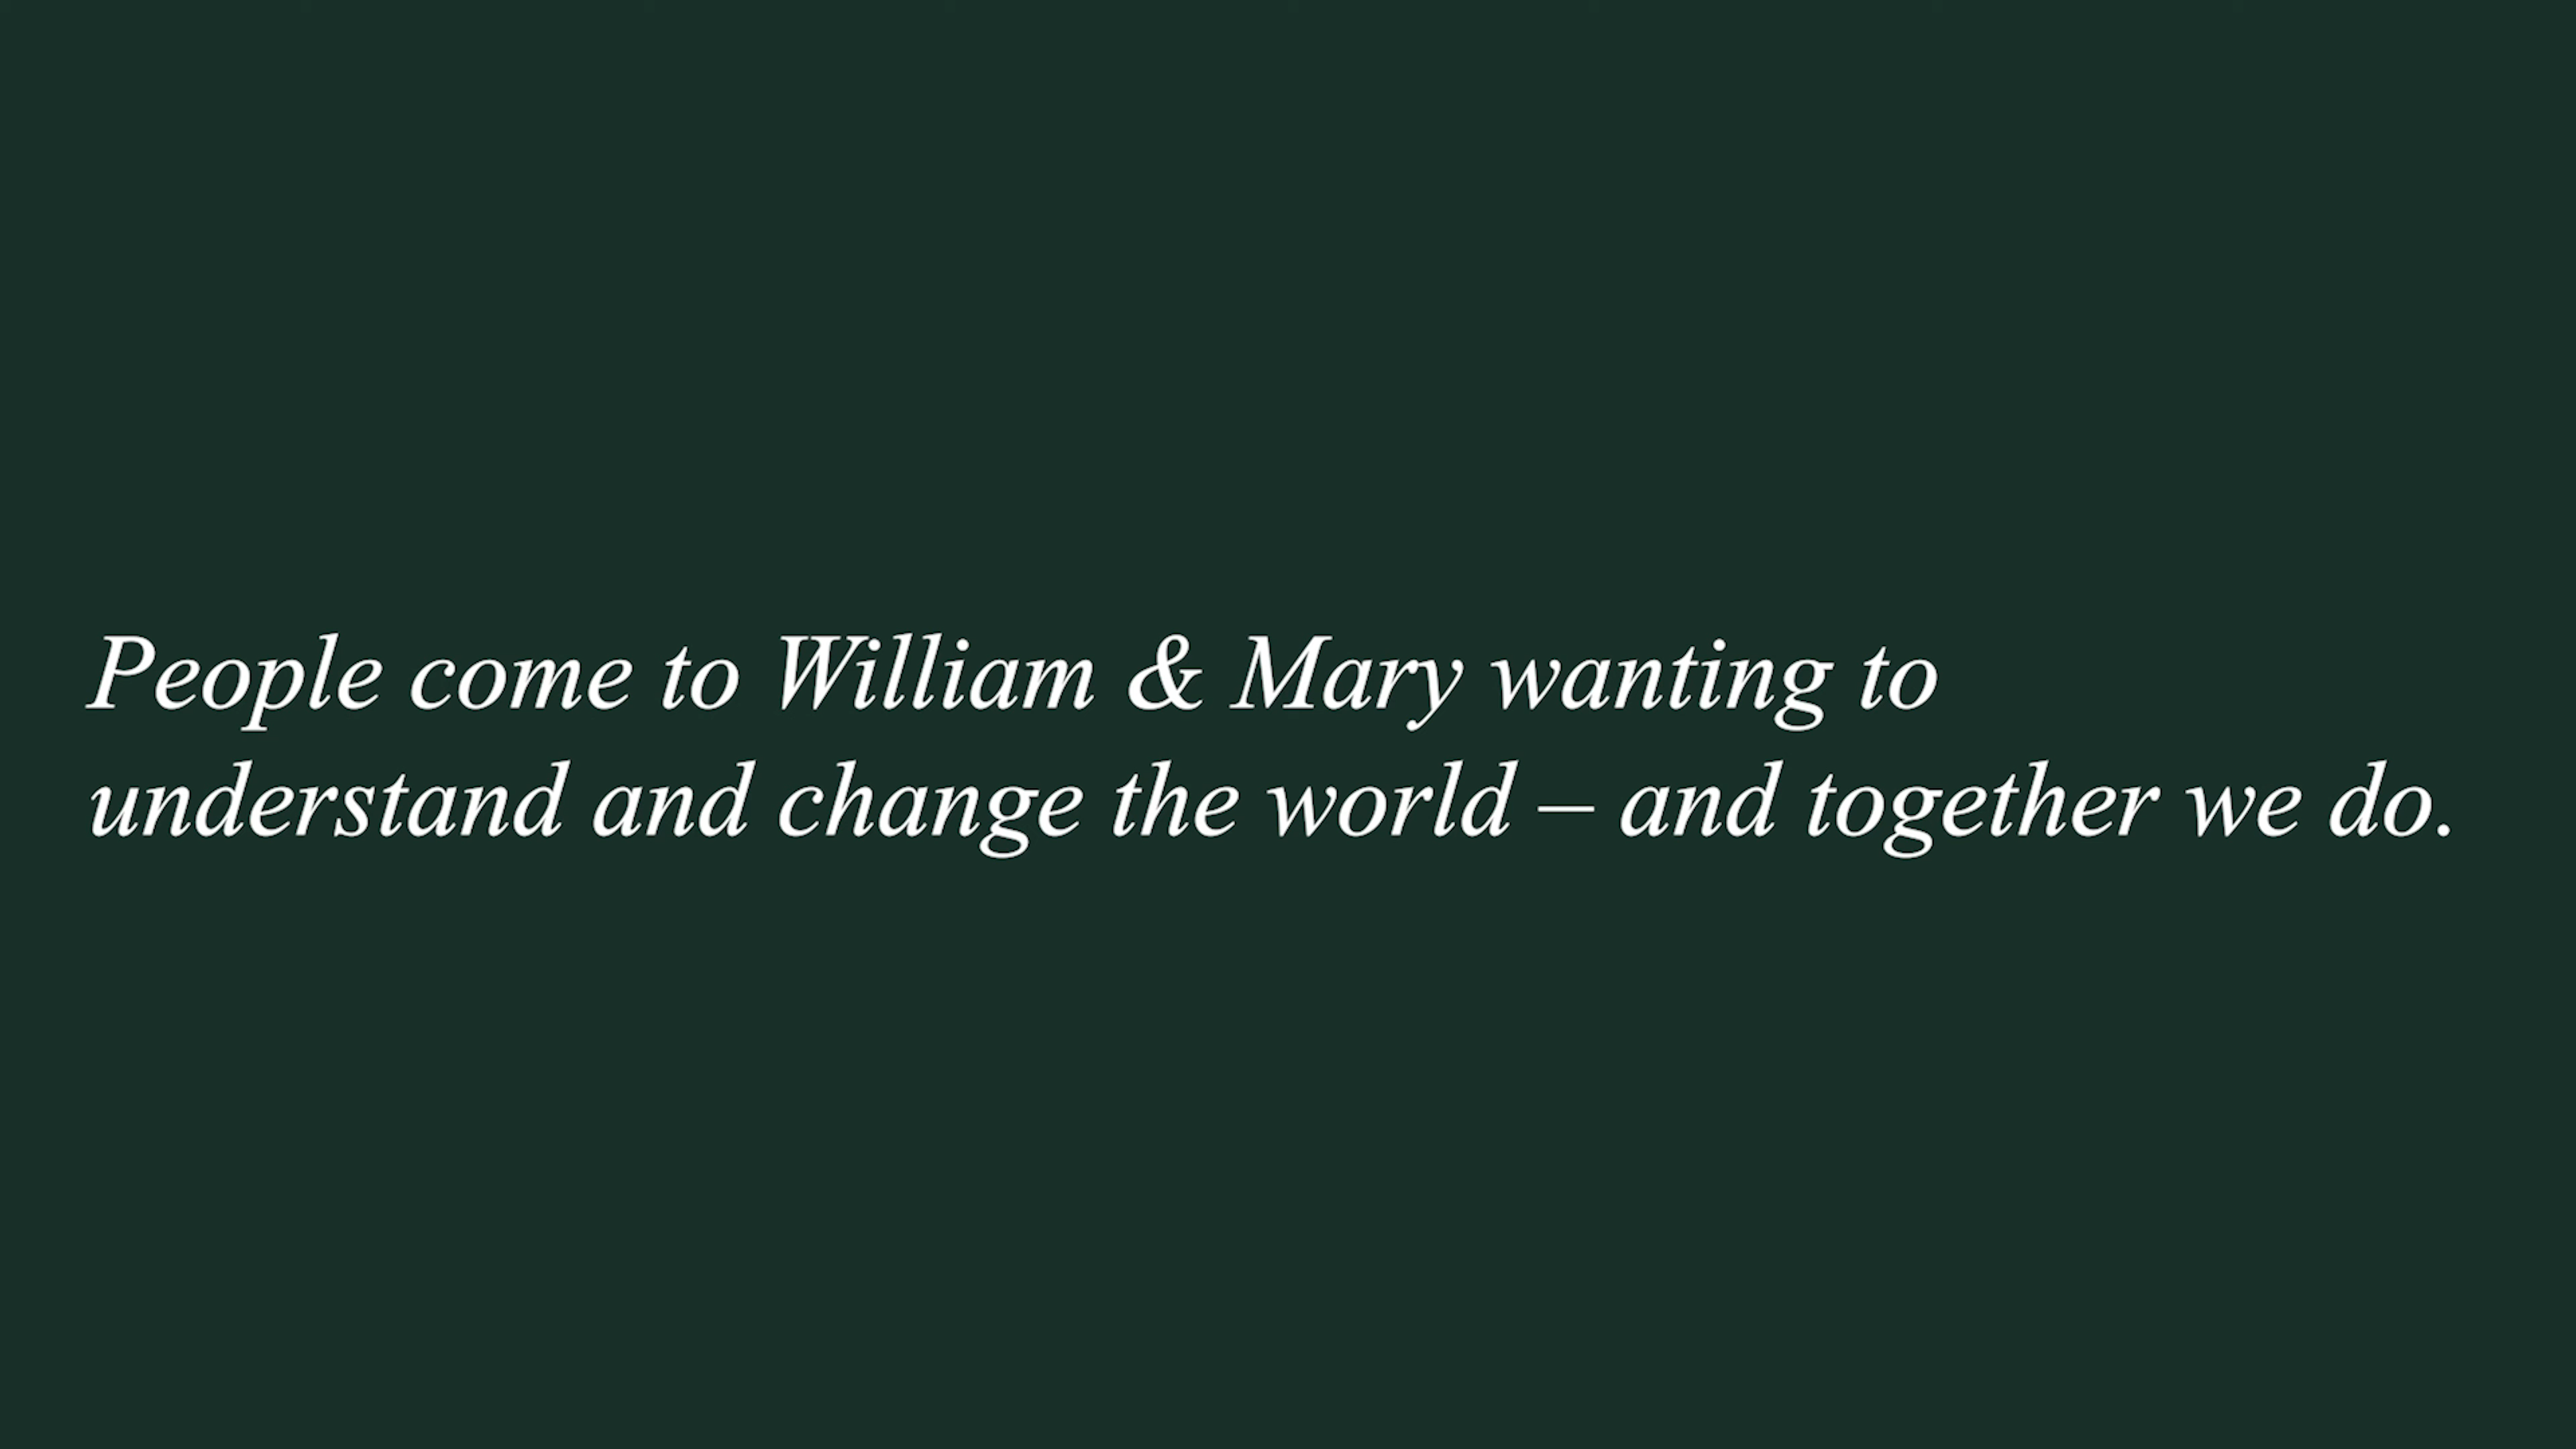 People come to William & Mary wanting to
understand and change the world – and together we do.